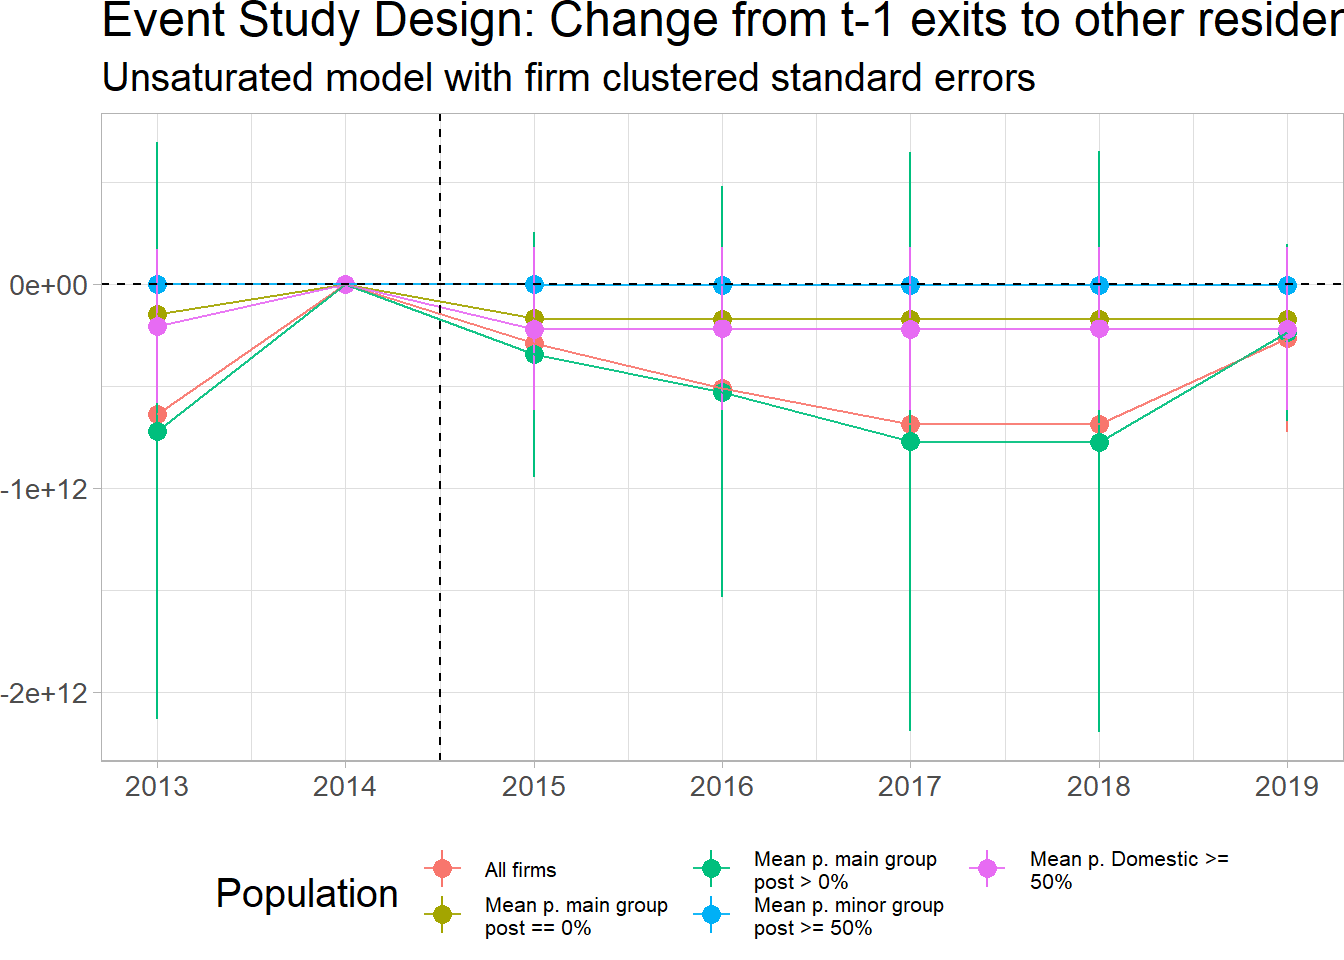 Event Study Design: Change from t-1 exits to other residen
Unsaturated model with firm clustered standard errors
0e+00
-1e+12
-2e+12
2013 2014 2015 2016 2017 2018 2019
Population
All firms
Mean p. main group
post == 0%
Mean p. main group
post > 0%
Mean p. minor group
post >= 50%
Mean p. Domestic >=
50%